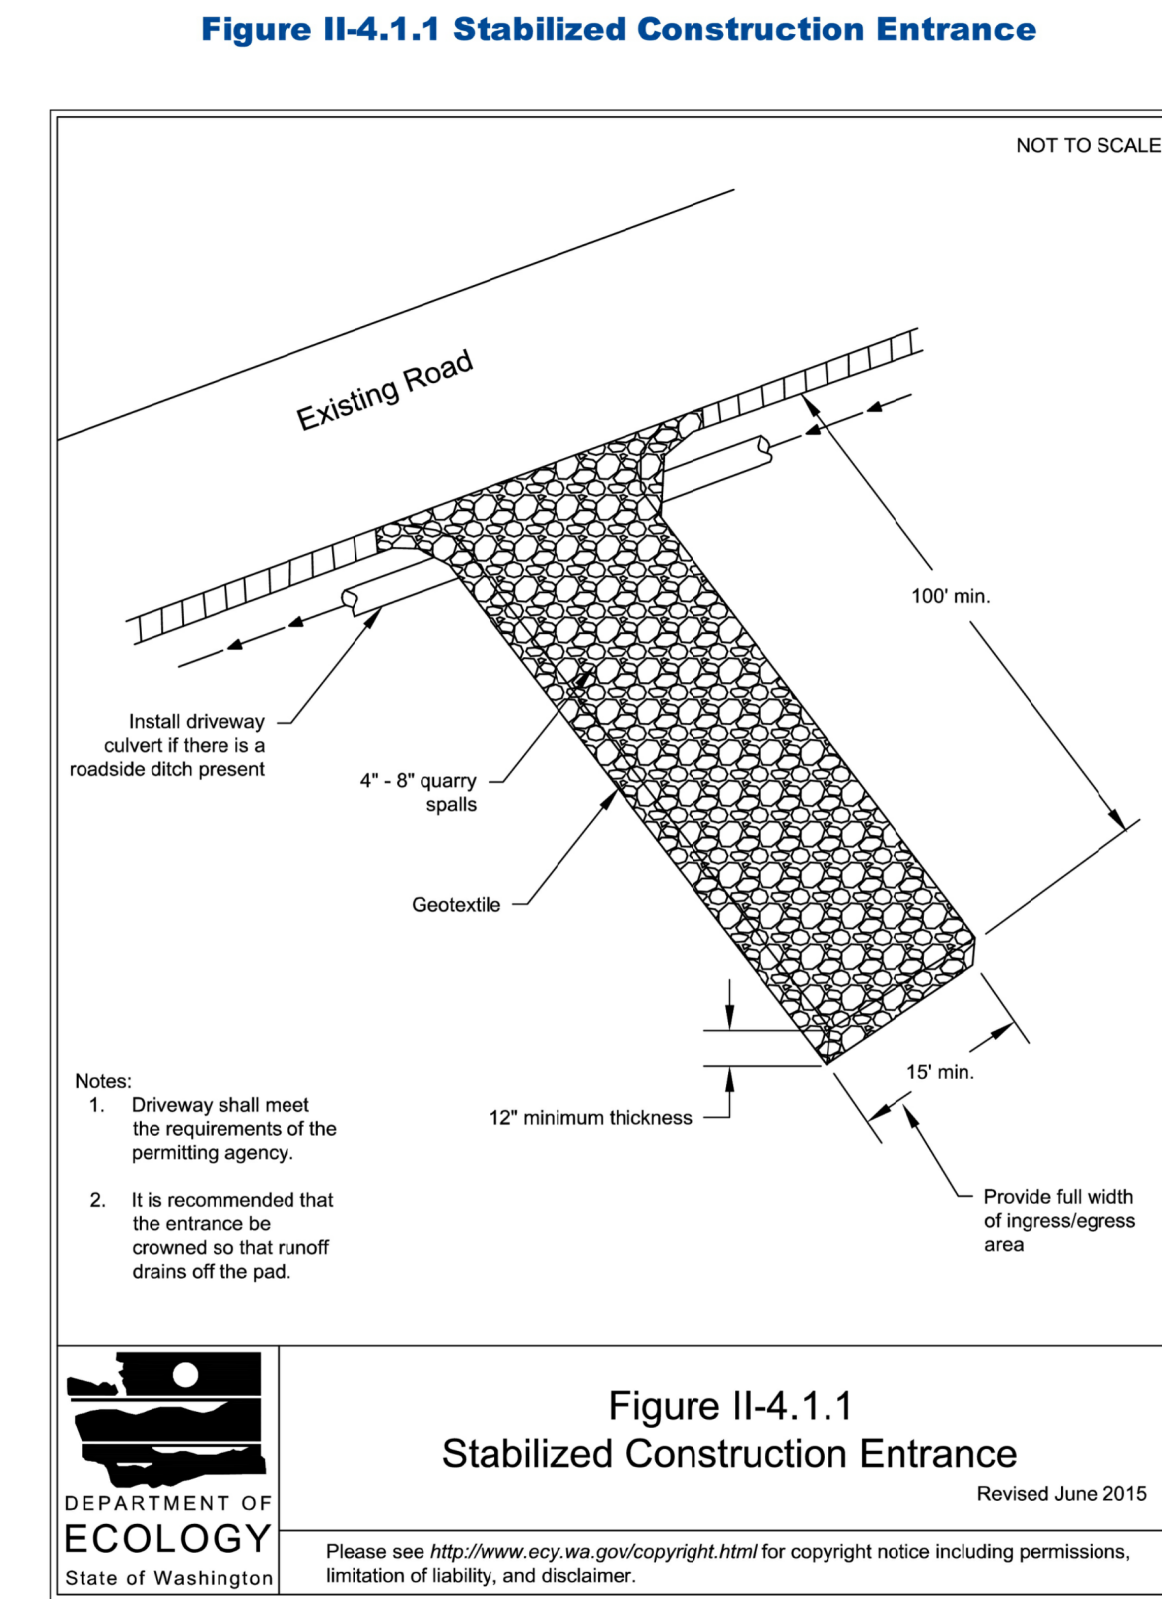 Figure II-4.1.1 Stabilized Construction Entrance
NOT TO SCALE
Existing Road
100' min.
Install driveway
culvert if there is a
roadside ditch present
4" - 8" quarry
spalls
Geotextile
15' min.
12" minimum thickness
Provide full width
of ingress/egress
area
Notes:
1. Driveway shall meet
the requirements of the
permitting agency.
2. It is recommended that
the entrance be
crowned so that runoff
drains off the pad.
DEPARTMENT OF
ECOLOGY
State of Washington
Figure II-4.1.1
Stabilized Construction Entrance
Revised June 2015
Please see http://www.ecy.wa.gov/copyright.html for copyright notice including permissions,
limitation of liability, and disclaimer.